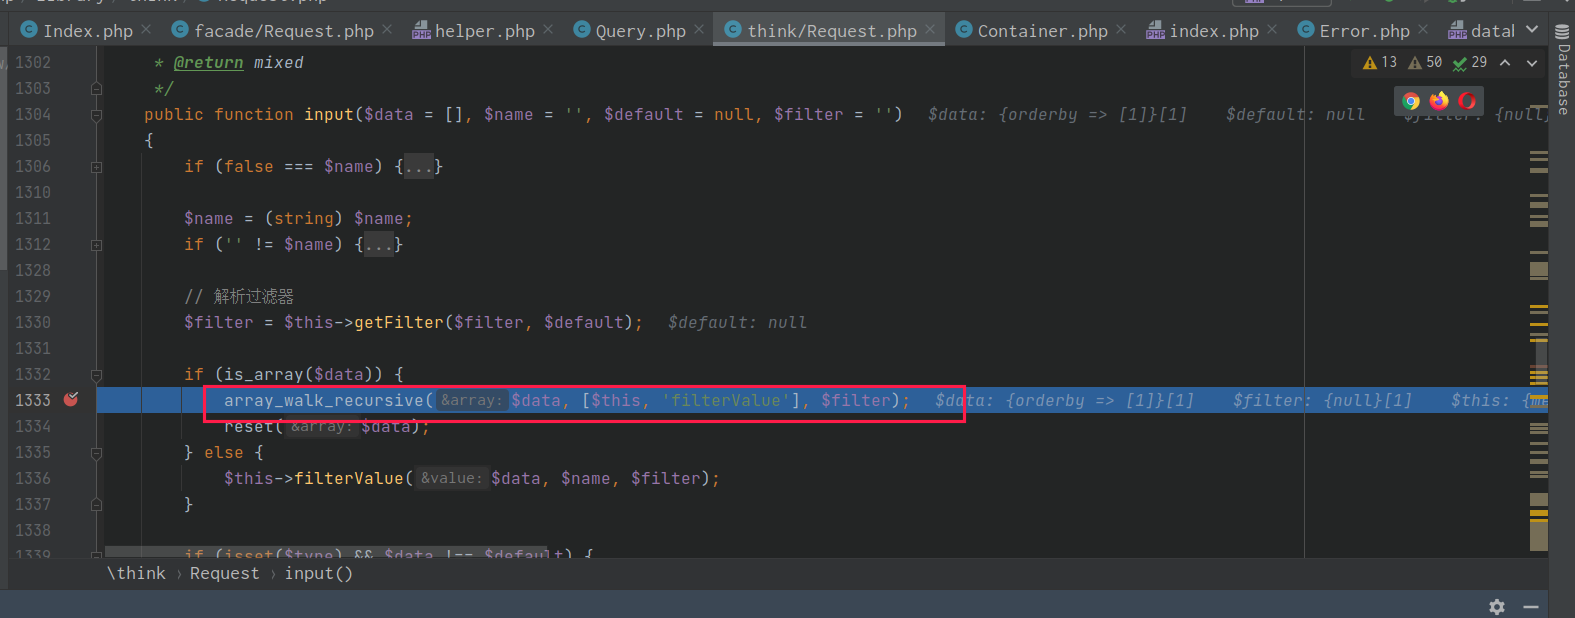 Index.php facade/Request.php helper.php Query.php think/Request.php Container.php index.php Error.php datal
1302 * @return mixed
1303 */
1304 public function input($data = [], $name = '', $default = null, $filter = '') $data: {orderby => [1]}[1] $default: null $filter: {null}
1305 {
1306 if (false === $name) {...}
1310
1311 $name = (string) $name;
1312 if ('' != $name) {...}
1328
1329 // 解析过滤器
1330 $filter = $this->getFilter($filter, $default); $default: null
1331
1332 if (is_array($data)) {
1333 array_walk_recursive( &array: $data, [$this, 'filterValue'], $filter); $data: {orderby => [1]}[1] $filter: {null}[1] $this: {me
1334 reset( &array: $data);
1335 } else {
1336 $this->filterValue( &value: $data, $name, $filter);
1337 }
1338
1339 if (isset($type) && $data !== $default) {
13 50 29
Database
\think › Request › input()